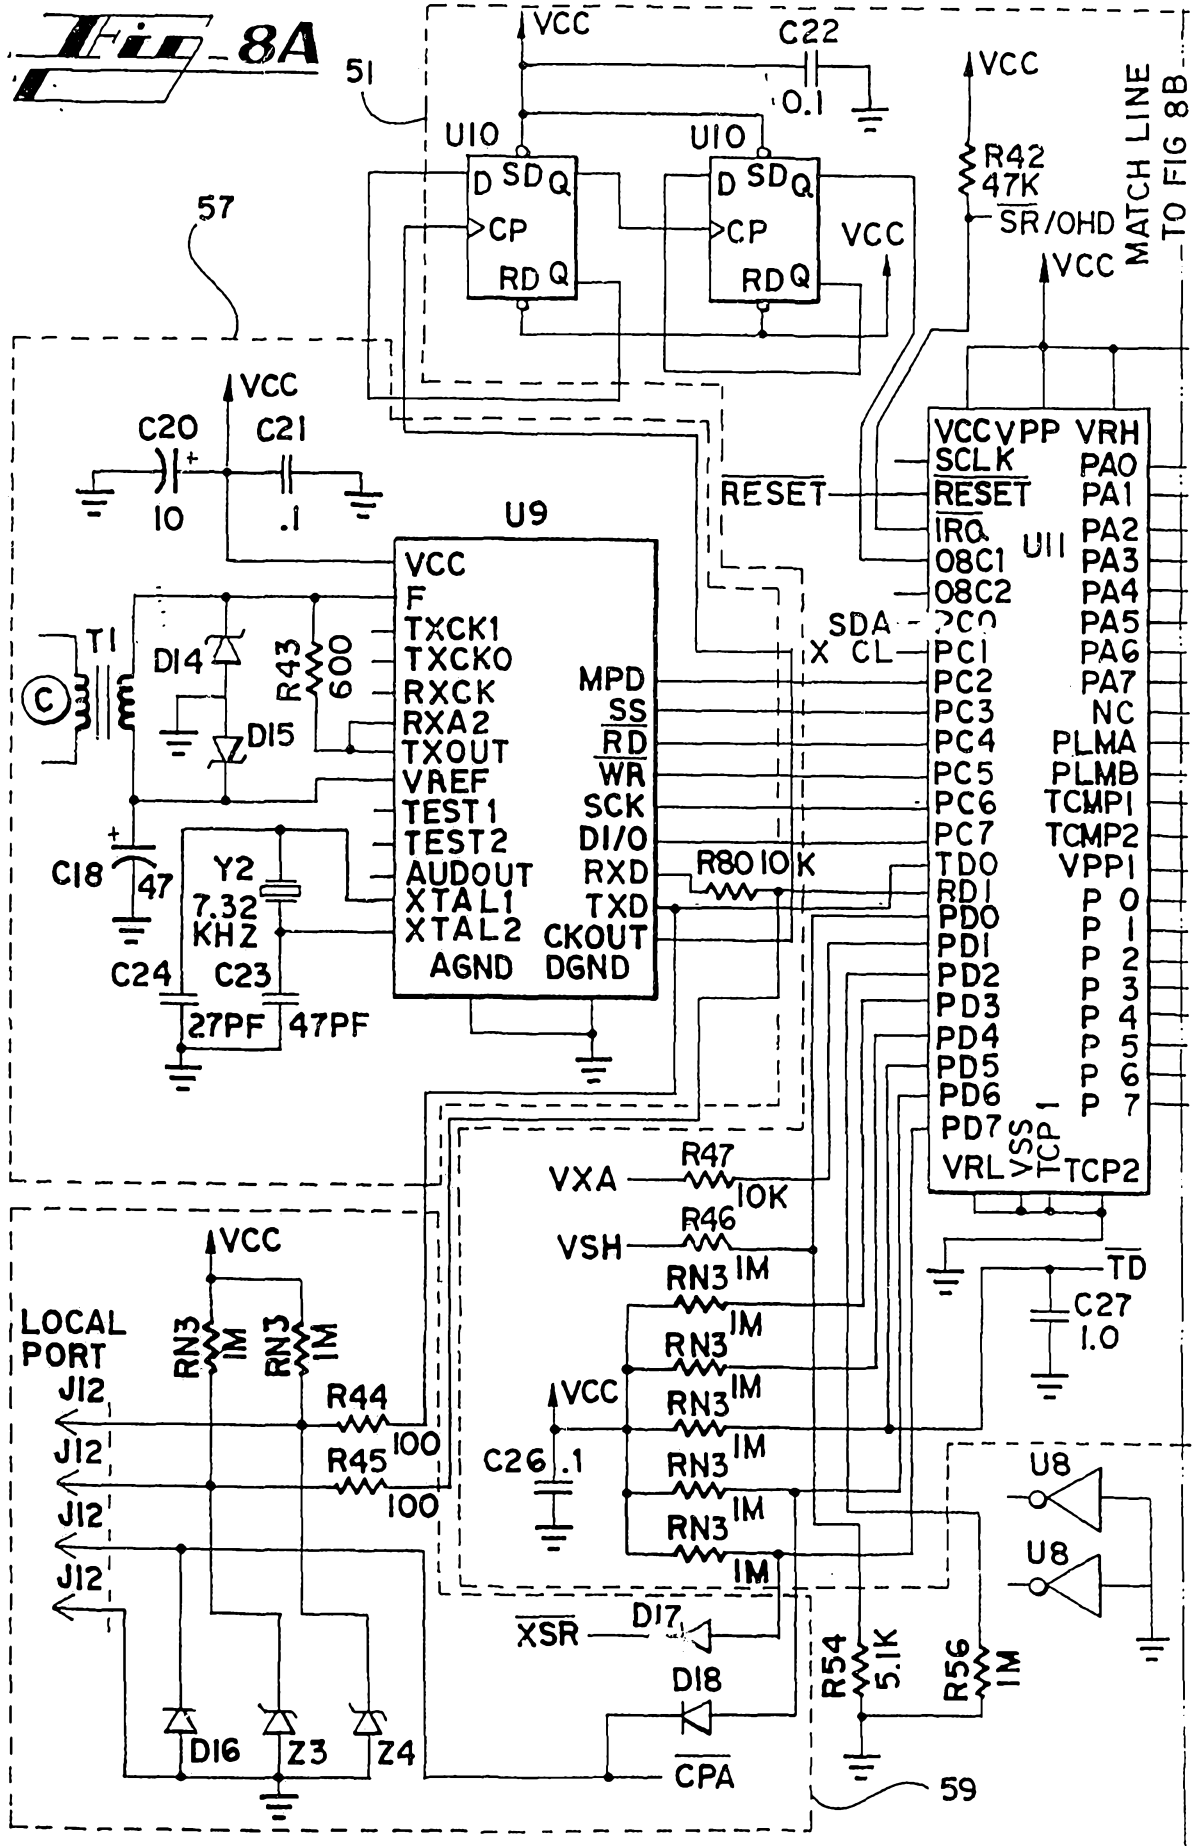 Fig 8A
VCC
C22
0.1
51
U10
U10
VCC
R42
47K
SR/OHD
MATCH LINE
TO FIG 8B
D SD Q
CP
RD Q
D SD Q
CP
RD Q
VCC
VCC
57
VCC
C20
10
+
C21
.1
RESET
U9
VCC
F
TXCK1
TXCKO
RXCK
RXA2
TXOUT
VREF
TEST1
TEST2
AUDOUT
XTAL1
XTAL2
AGND DGND
MPD
SS
RD
WR
SCK
DI/O
RXD
TXD
CKOUT
T1
C
D14
D15
R43
600
+
C18
47
Y2
7.32
KHZ
C24
27PF
C23
47PF
R80 10K
SDA
X CL
U11
VCC VPP VRH
SCLK
RESET
IRQ
O8C1
O8C2
PC0
PC1
PC2
PC3
PC4
PC5
PC6
PC7
TDO
RD1
PD0
PD1
PD2
PD3
PD4
PD5
PD6
PD7
VRL
VSS
TCP1
TCP2
PA0
PA1
PA2
PA3
PA4
PA5
PA6
PA7
NC
PLMA
PLMB
TCMP1
TCMP2
VPP1
P 0
P 1
P 2
P 3
P 4
P 5
P 6
P 7
VXA
R47
10K
VSH
R46
1M
RN3
1M
RN3
1M
RN3
1M
RN3
1M
RN3
1M
VCC
C26 .1
TD
C27
1.0
VCC
RN3
1M
RN3
1M
LOCAL
PORT
J12
J12
J12
J12
R44
100
R45
100
U8
U8
XSR
D17
D18
CPA
R54
5.1K
R56
1M
D16
Z3
Z4
59